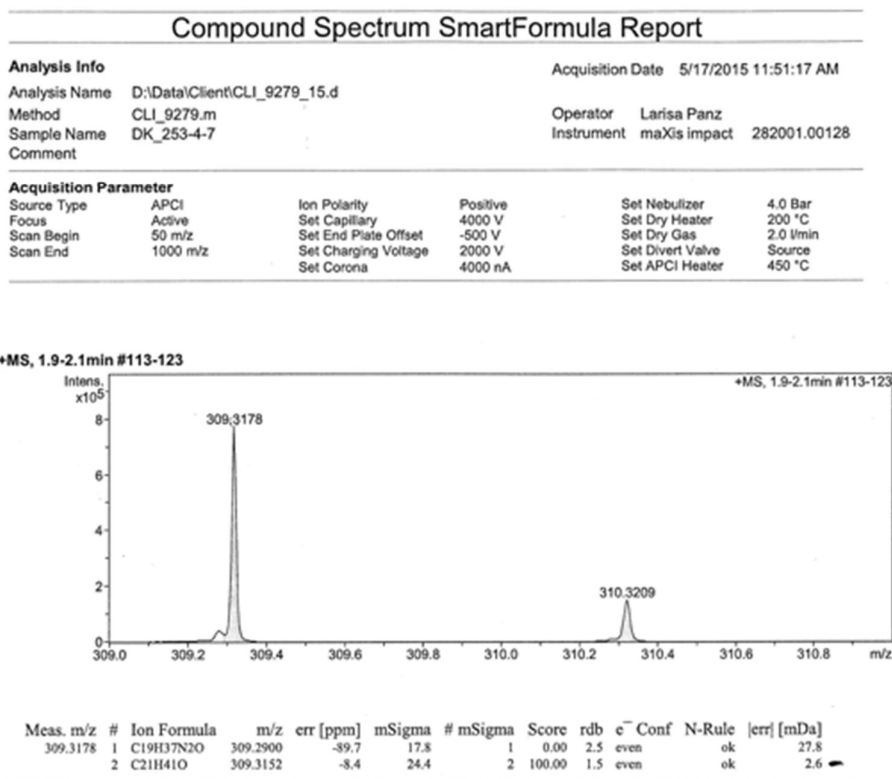 Compound Spectrum SmartFormula Report
Analysis Info
Acquisition Date 5/17/2015 11:51:17 AM
Analysis Name D:\Data\Client\CLI_9279_15.d
Method CLI_9279.m Operator Larisa Panz
Sample Name DK_253-4-7 Instrument maXis impact 282001.00128
Comment
Acquisition Parameter
Source Type APCI Ion Polarity Positive Set Nebulizer 4.0 Bar
Focus Active Set Capillary 4000 V Set Dry Heater 200 °C
Scan Begin 50 m/z Set End Plate Offset -500 V Set Dry Gas 2.0 l/min
Scan End 1000 m/z Set Charging Voltage 2000 V Set Divert Valve Source
Set Corona 4000 nA Set APCI Heater 450 °C
+MS, 1.9-2.1min #113-123
Intens.
x10⁵
+MS, 1.9-2.1min #113-123
309.3178
8
6
4
310.3209
2
0
309.0 309.2 309.4 309.6 309.8 310.0 310.2 310.4 310.6 310.8 m/z
Meas. m/z # Ion Formula m/z err [ppm] mSigma # mSigma Score rdb e⁻ Conf N-Rule |err| [mDa]
309.3178 1 C19H37N2O 309.2900 -89.7 17.8 1 0.00 2.5 even ok 27.8
2 C21H41O 309.3152 -8.4 24.4 2 100.00 1.5 even ok 2.6